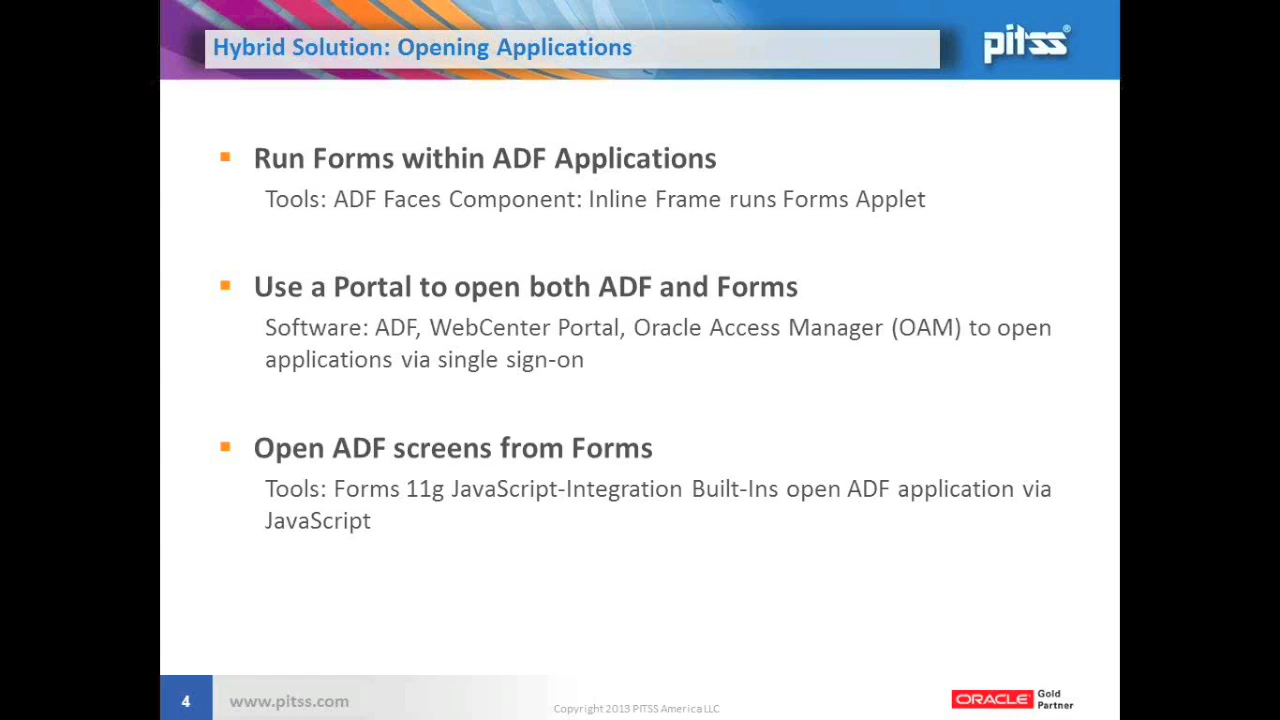 Hybrid Solution: Opening Applications
pitss®
▪ Run Forms within ADF Applications
Tools: ADF Faces Component: Inline Frame runs Forms Applet
▪ Use a Portal to open both ADF and Forms
Software: ADF, WebCenter Portal, Oracle Access Manager (OAM) to open
applications via single sign-on
▪ Open ADF screens from Forms
Tools: Forms 11g JavaScript-Integration Built-Ins open ADF application via
JavaScript
4
www.pitss.com
Copyright 2013 PITSS America LLC
ORACLE Gold
Partner